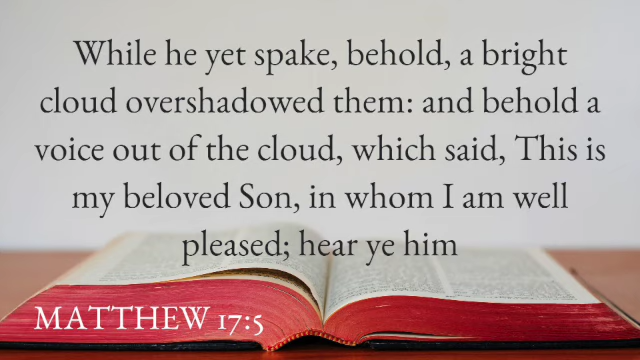 While he yet spake, behold, a bright
cloud overshadowed them: and behold a
voice out of the cloud, which said, This is
my beloved Son, in whom I am well
pleased; hear ye him
MATTHEW 17:5